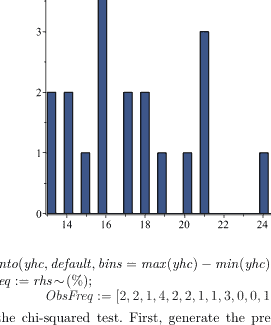 3
2
1
0
14 16 18 20 22 24
nto(yhc, default, bins = max(yhc) − min(yhc)
eq := rhs∼(%);
ObsFreq := [2, 2, 1, 4, 2, 2, 1, 1, 3, 0, 0, 1
he chi-squared test. First, generate the pre